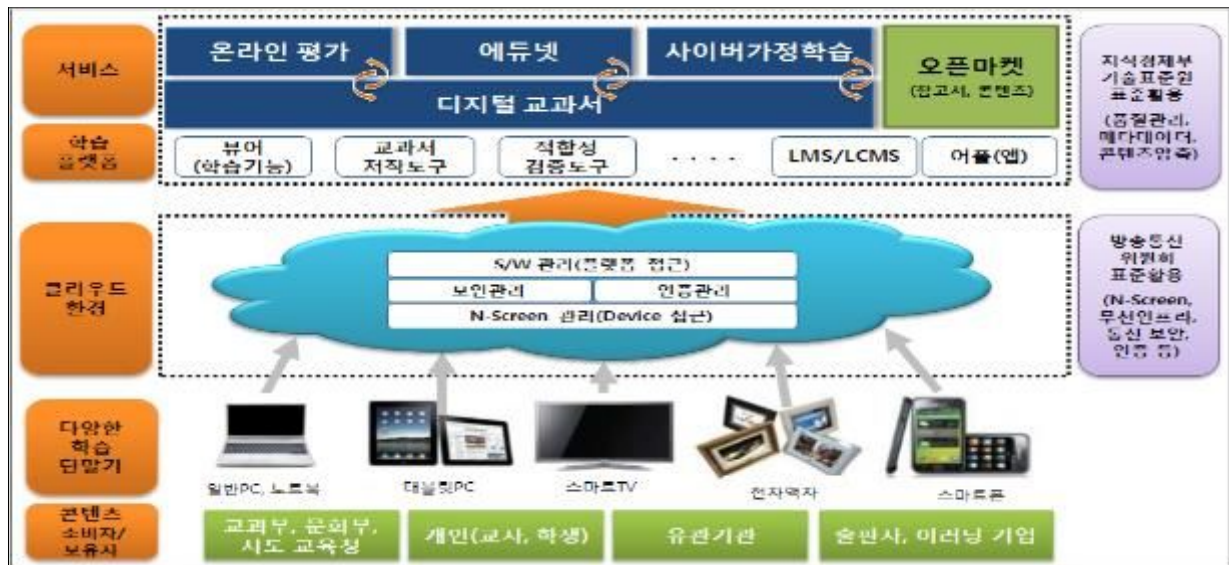 서비스
온라인 평가
에듀넷
사이버가정학습
오픈마켓
(참고서, 콘텐츠)
디지털 교과서
지식경제부
기술표준원
표준활용
(품질관리,
메타데이터,
콘텐츠압축)
학습
플랫폼
뷰어
(학습기능)
교과서
저작도구
적합성
검증도구
· · · ·
LMS/LCMS
어플(앱)
클라우드
환경
S/W 관리(플랫폼 접근)
보안관리
인증관리
N-Screen 관리(Device 접근)
방송통신
위원회
표준활용
(N-Screen,
무선인프라,
통신 보안,
인증 등)
다양한
학습
단말기
일반PC, 노트북
태블릿PC
스마트TV
전자액자
스마트폰
콘텐츠
소비자/
보유자
교과부, 문화부,
시도 교육청
개인(교사, 학생)
유관기관
출판사, 이러닝 기업